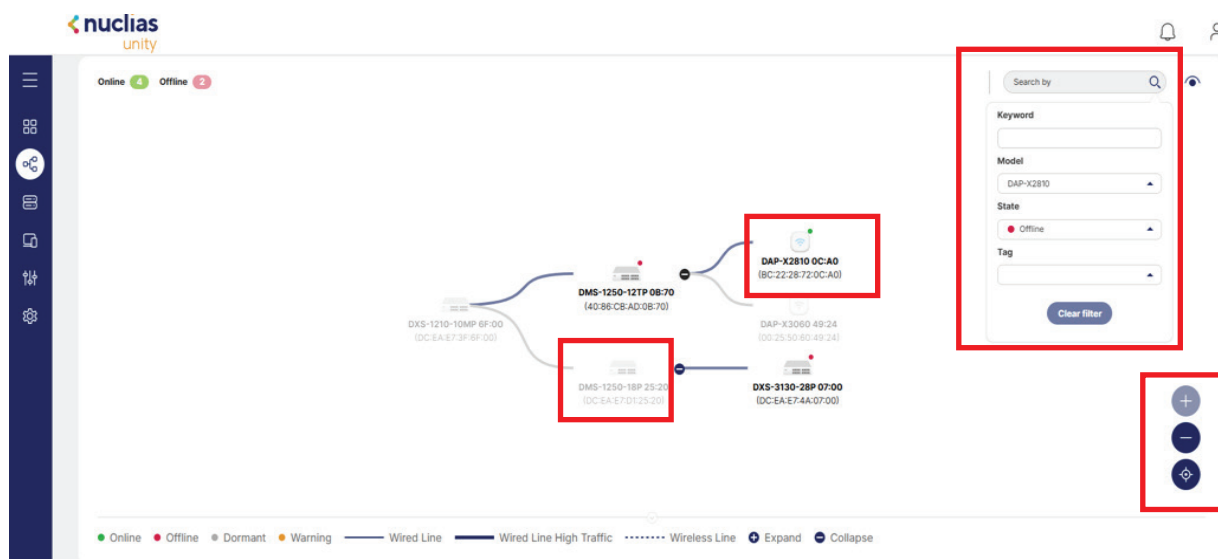 nuclias
unity
Online 4 Offline 2
Search by
Keyword
Model
DAP-X2810
State
Offline
Tag
Clear filter
DAP-X2810 0C:A0
(BC:22:28:72:0C:A0)
DMS-1250-12TP 0B:70
(40:86:CB:AD:0B:70)
DXS-1210-10MP 6F:00
(DC:EA:E7:3F:6F:00)
DAP-X3060 49:24
(00:25:50:60:49:24)
DMS-1250-18P 25:20
(DC:EA:E7:D1:25:20)
DXS-3130-28P 07:00
(DC:EA:E7:4A:07:00)
Online Offline Dormant Warning Wired Line Wired Line High Traffic Wireless Line Expand Collapse